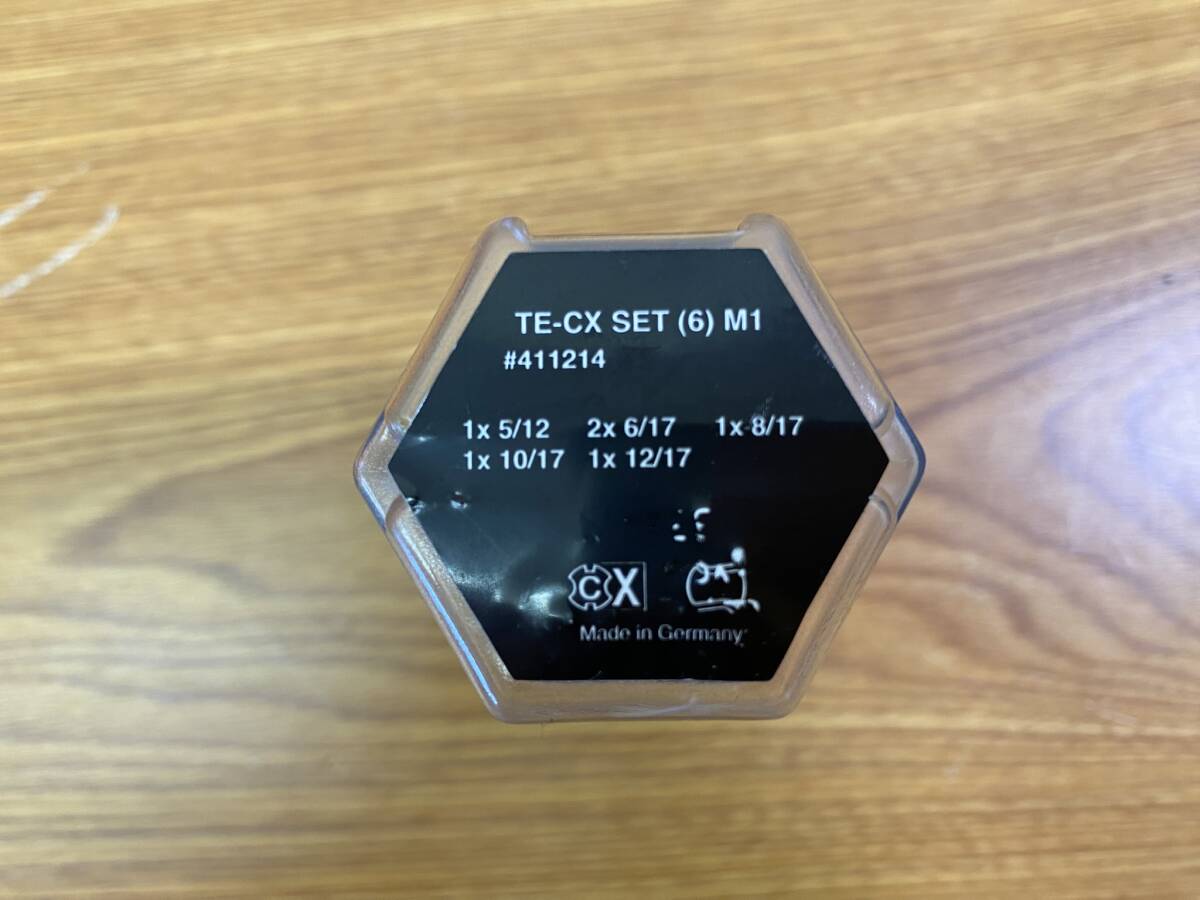 TE-CX SET (6) M1
#411214
1x 5/12 2x 6/17 1x 8/17
1x 10/17 1x 12/17
CX
Made in Germany